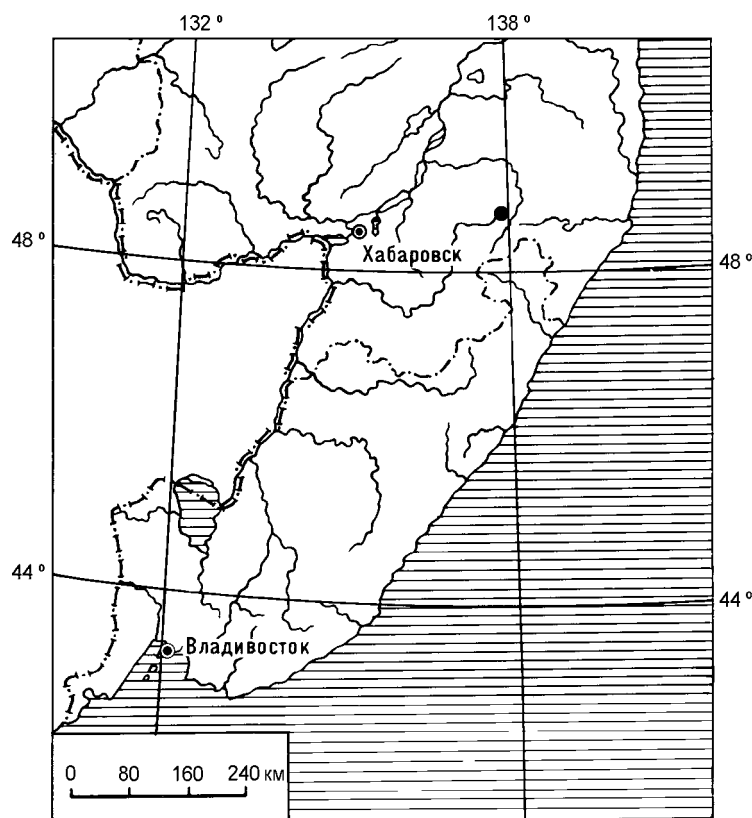 132 º 138 º
48 º
Хабаровск
48 º
44 º
44 º
Владивосток
0 80 160 240 км